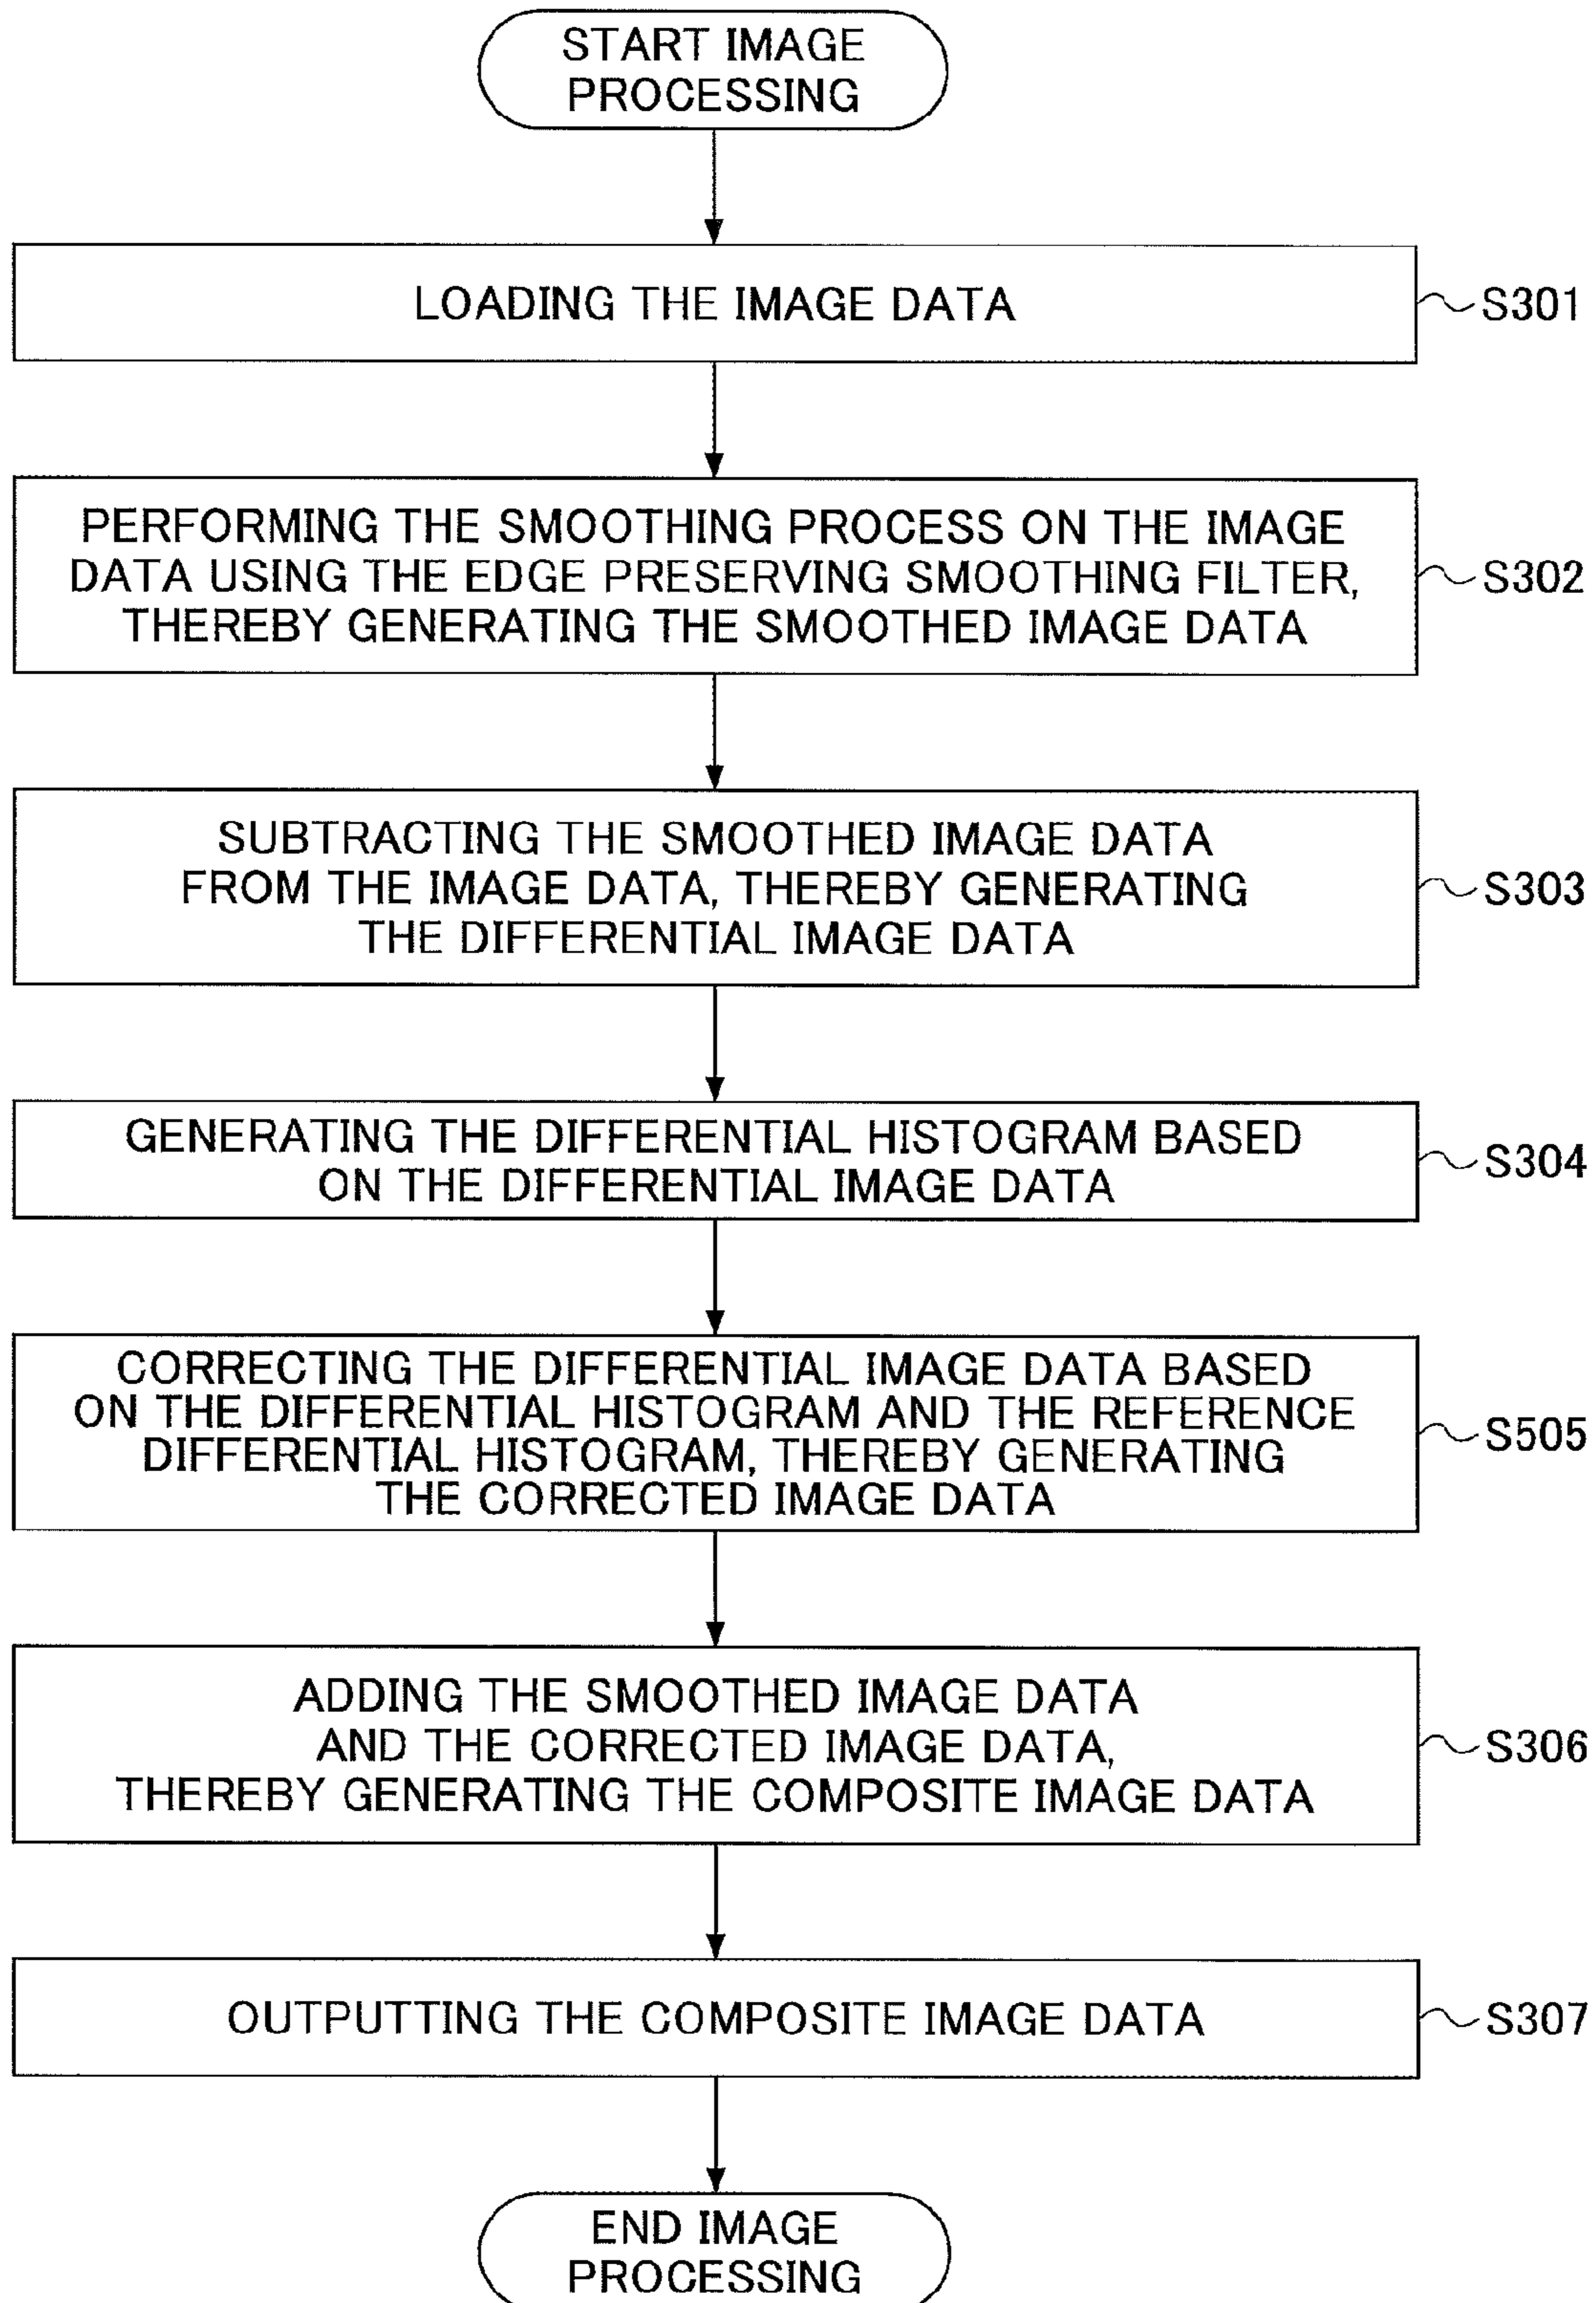 START IMAGE
PROCESSING
LOADING THE IMAGE DATA
S301
PERFORMING THE SMOOTHING PROCESS ON THE IMAGE
DATA USING THE EDGE PRESERVING SMOOTHING FILTER,
THEREBY GENERATING THE SMOOTHED IMAGE DATA
S302
SUBTRACTING THE SMOOTHED IMAGE DATA
FROM THE IMAGE DATA, THEREBY GENERATING
THE DIFFERENTIAL IMAGE DATA
S303
GENERATING THE DIFFERENTIAL HISTOGRAM BASED
ON THE DIFFERENTIAL IMAGE DATA
S304
CORRECTING THE DIFFERENTIAL IMAGE DATA BASED
ON THE DIFFERENTIAL HISTOGRAM AND THE REFERENCE
DIFFERENTIAL HISTOGRAM, THEREBY GENERATING
THE CORRECTED IMAGE DATA
S505
ADDING THE SMOOTHED IMAGE DATA
AND THE CORRECTED IMAGE DATA,
THEREBY GENERATING THE COMPOSITE IMAGE DATA
S306
OUTPUTTING THE COMPOSITE IMAGE DATA
S307
END IMAGE
PROCESSING